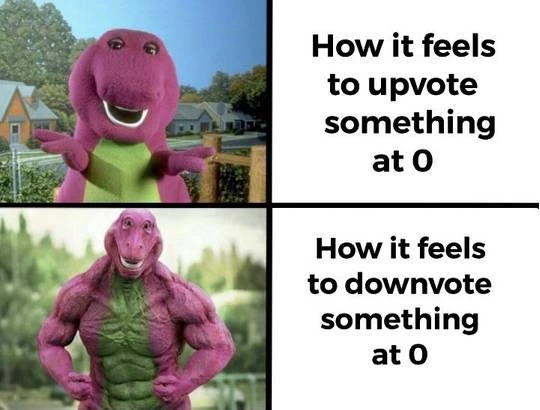 How it feels
to upvote
something
at 0
How it feels
to downvote
something
at 0